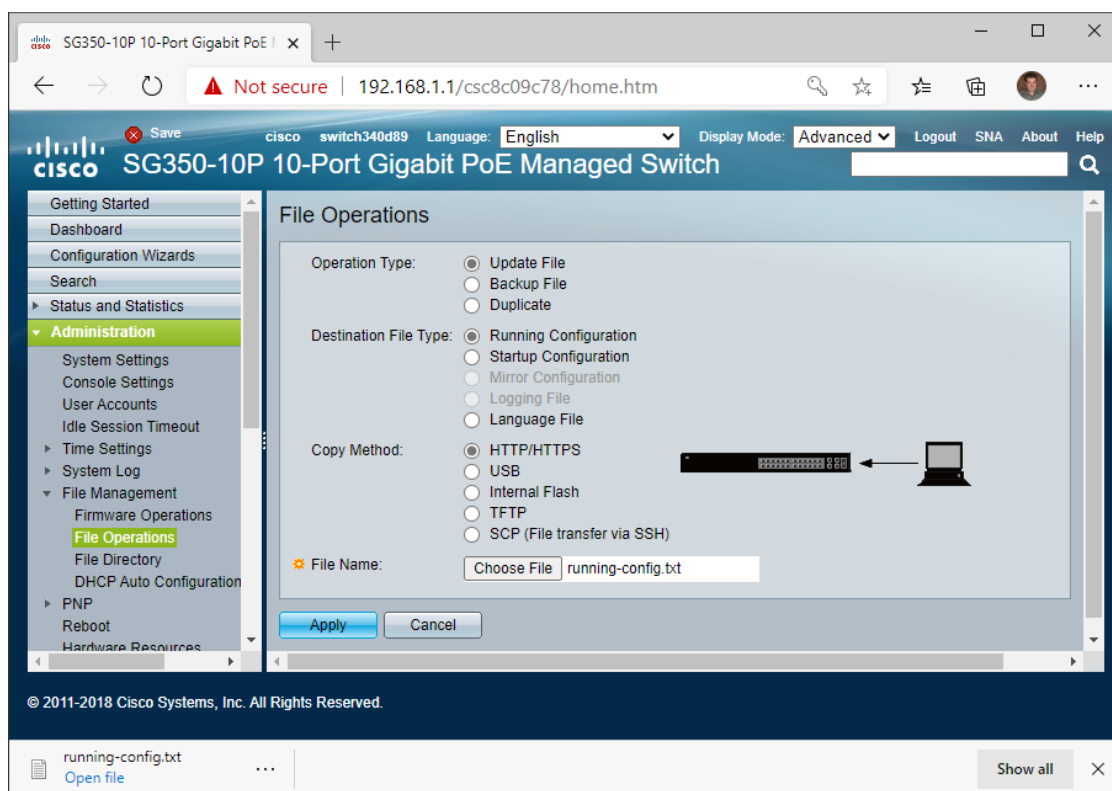 SG350-10P 10-Port Gigabit PoE
Not secure | 192.168.1.1/csc8c09c78/home.htm
Save cisco switch340d89 Language: English Display Mode: Advanced Logout SNA About Help
cisco SG350-10P 10-Port Gigabit PoE Managed Switch
Getting Started
Dashboard
Configuration Wizards
Search
Status and Statistics
Administration
System Settings
Console Settings
User Accounts
Idle Session Timeout
Time Settings
System Log
File Management
Firmware Operations
File Operations
File Directory
DHCP Auto Configuration
PNP
Reboot
Hardware Resources
File Operations
Operation Type: Update File
Backup File
Duplicate
Destination File Type: Running Configuration
Startup Configuration
Mirror Configuration
Logging File
Language File
Copy Method: HTTP/HTTPS
USB
Internal Flash
TFTP
SCP (File transfer via SSH)
File Name: Choose File running-config.txt
Apply Cancel
© 2011-2018 Cisco Systems, Inc. All Rights Reserved.
running-config.txt
Open file
Show all